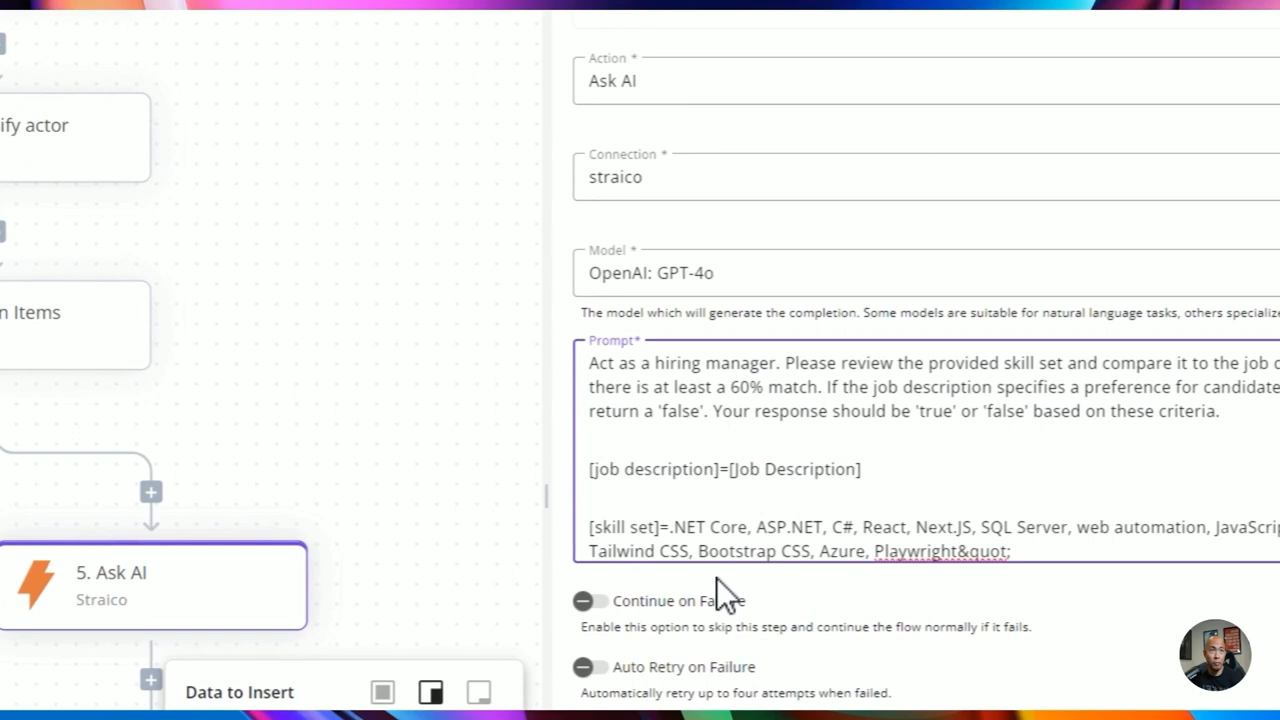 ify actor
n Items
5. Ask AI
Straico
Data to Insert
Action *
Ask AI
Connection *
straico
Model *
OpenAI: GPT-4o
The model which will generate the completion. Some models are suitable for natural language tasks, others specialize
Prompt*
Act as a hiring manager. Please review the provided skill set and compare it to the job d
there is at least a 60% match. If the job description specifies a preference for candidate
return a 'false'. Your response should be 'true' or 'false' based on these criteria.
[job description]=[Job Description]
[skill set]=.NET Core, ASP.NET, C#, React, Next.JS, SQL Server, web automation, JavaScrip
Tailwind CSS, Bootstrap CSS, Azure, Playwright&quot;
Continue on Failure
Enable this option to skip this step and continue the flow normally if it fails.
Auto Retry on Failure
Automatically retry up to four attempts when failed.